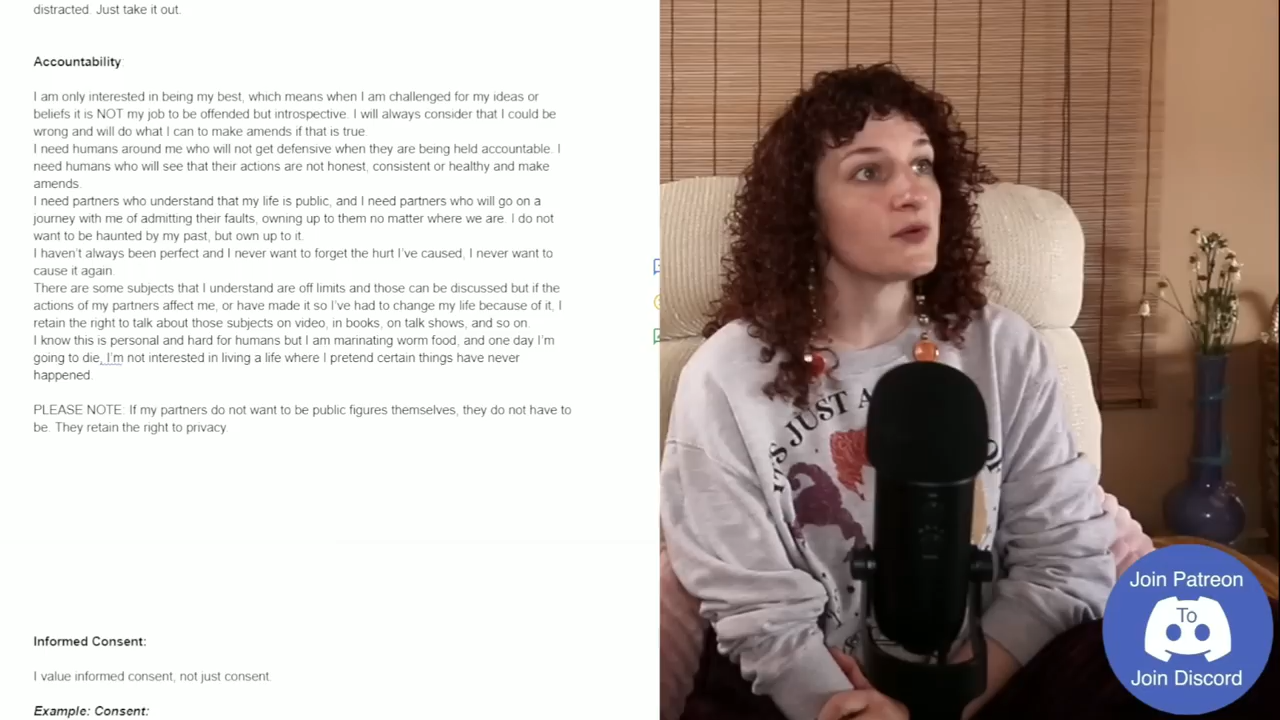 distracted. Just take it out.
Accountability
I am only interested in being my best, which means when I am challenged for my ideas or
beliefs it is NOT my job to be offended but introspective. I will always consider that I could be
wrong and will do what I can to make amends if that is true.
I need humans around me who will not get defensive when they are being held accountable. I
need humans who will see that their actions are not honest, consistent or healthy and make
amends.
I need partners who understand that my life is public, and I need partners who will go on a
journey with me of admitting their faults, owning up to them no matter where we are. I do not
want to be haunted by my past, but own up to it.
I haven't always been perfect and I never want to forget the hurt I've caused, I never want to
cause it again.
There are some subjects that I understand are off limits and those can be discussed but if the
actions of my partners affect me, or have made it so I've had to change my life because of it, I
retain the right to talk about those subjects on video, in books, on talk shows, and so on.
I know this is personal and hard for humans but I am marinating worm food, and one day I'm
going to die, I'm not interested in living a life where I pretend certain things have never
happened.
PLEASE NOTE: If my partners do not want to be public figures themselves, they do not have to
be. They retain the right to privacy.
Informed Consent:
I value informed consent, not just consent.
Example: Consent:
IT'S JUST A
Join Patreon
To
Join Discord